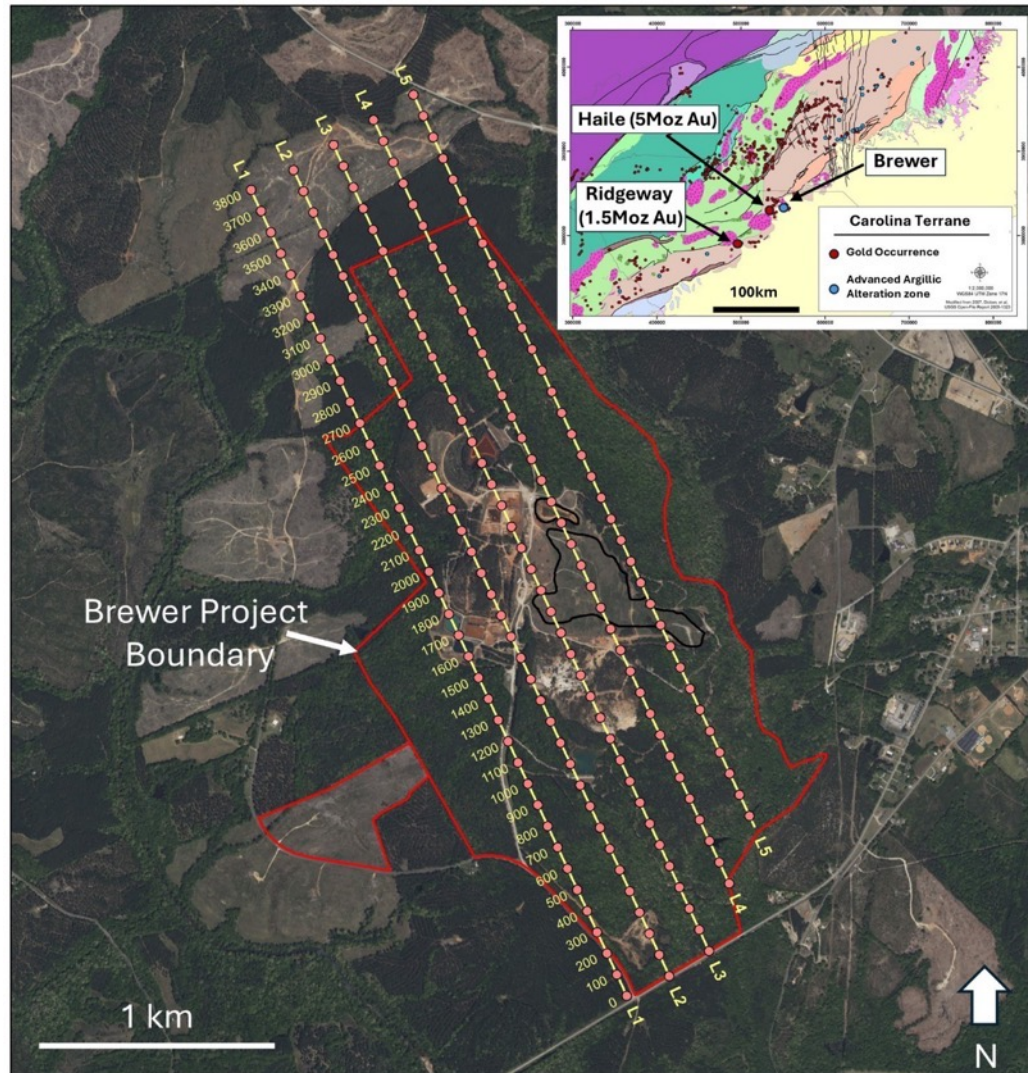 Haile (5Moz Au)
Brewer
Ridgeway
(1.5Moz Au)
Carolina Terrane
Gold Occurrence
Advanced Argillic
Alteration zone
100km
L5
L4
L3
L2
L1
3800
3700
3600
3500
3400
3300
3200
3100
3000
2900
2800
2700
2600
2500
2400
2300
2200
2100
2000
1900
1800
1700
1600
1500
1400
1300
1200
1100
1000
900
800
700
600
500
400
300
200
100
0
Brewer Project
Boundary
L5
L4
L3
L2
L1
1 km
N